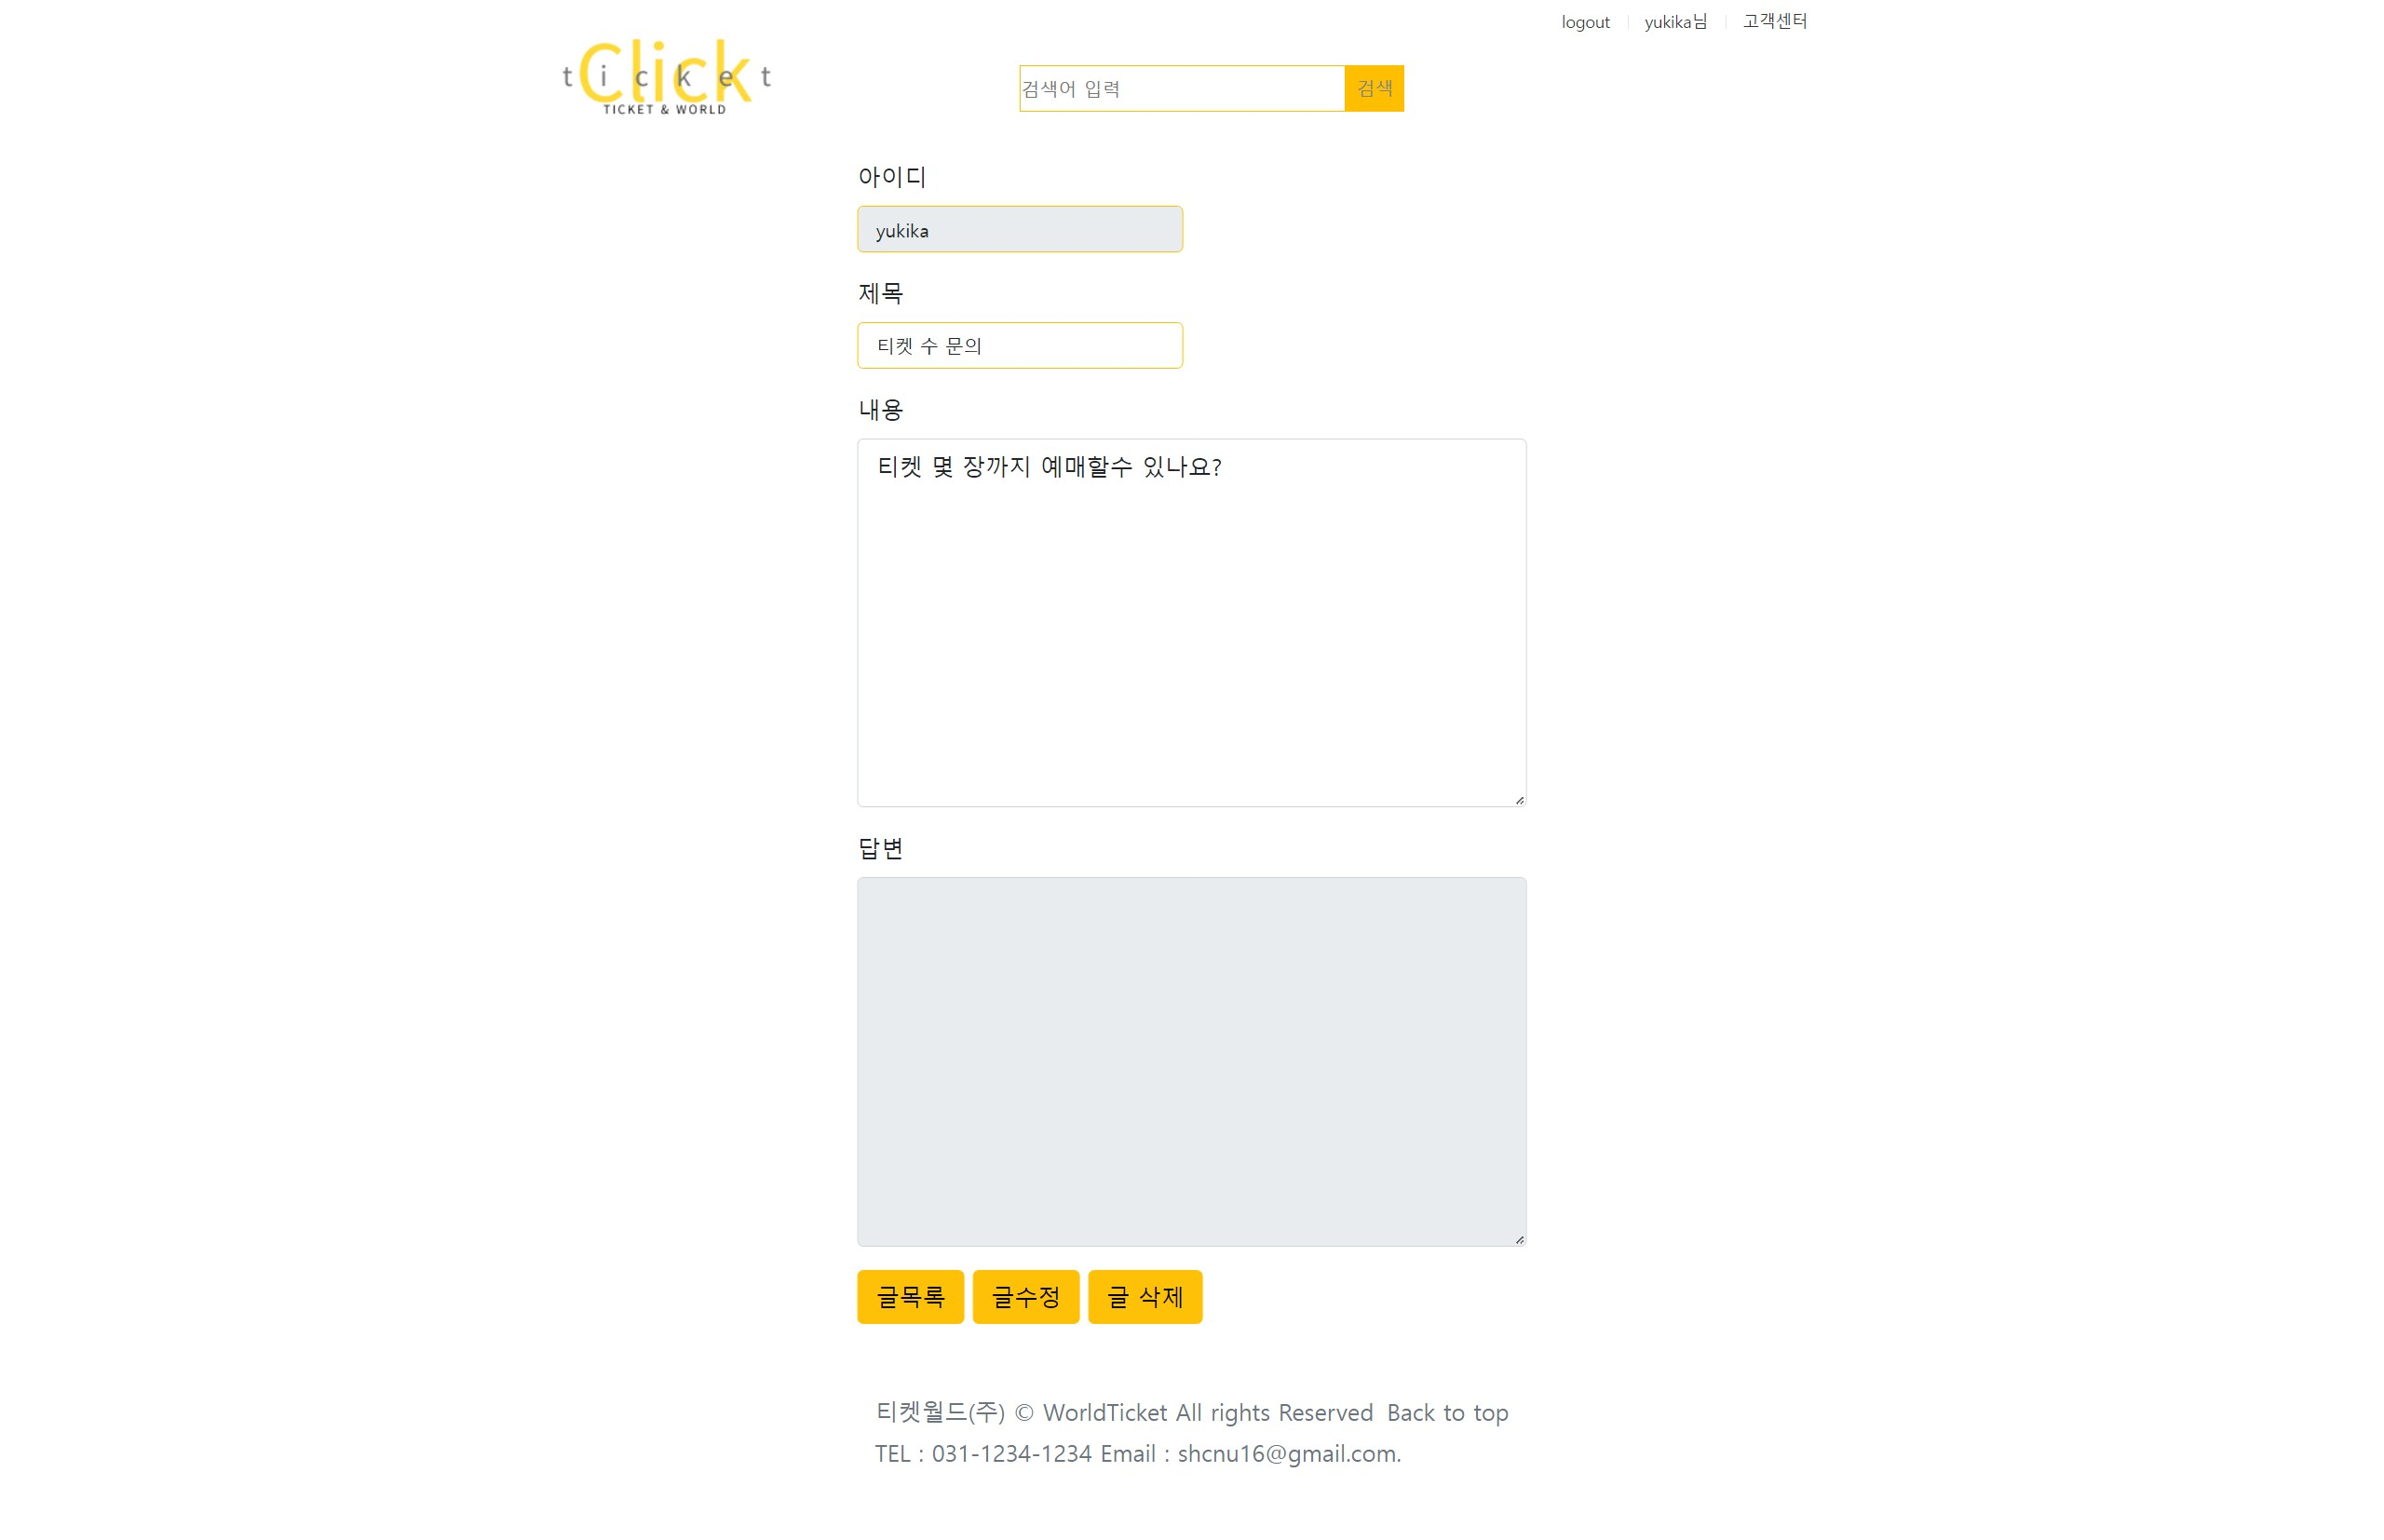 logout yukika님 고객센터
Click
ticket
TICKET & WORLD
검색어 입력 검색
아이디
yukika
제목
티켓 수 문의
내용
티켓 몇 장까지 예매할수 있나요?
답변
글목록 글수정 글 삭제
티켓월드(주) © WorldTicket All rights Reserved Back to top
TEL : 031-1234-1234 Email : shcnu16@gmail.com.